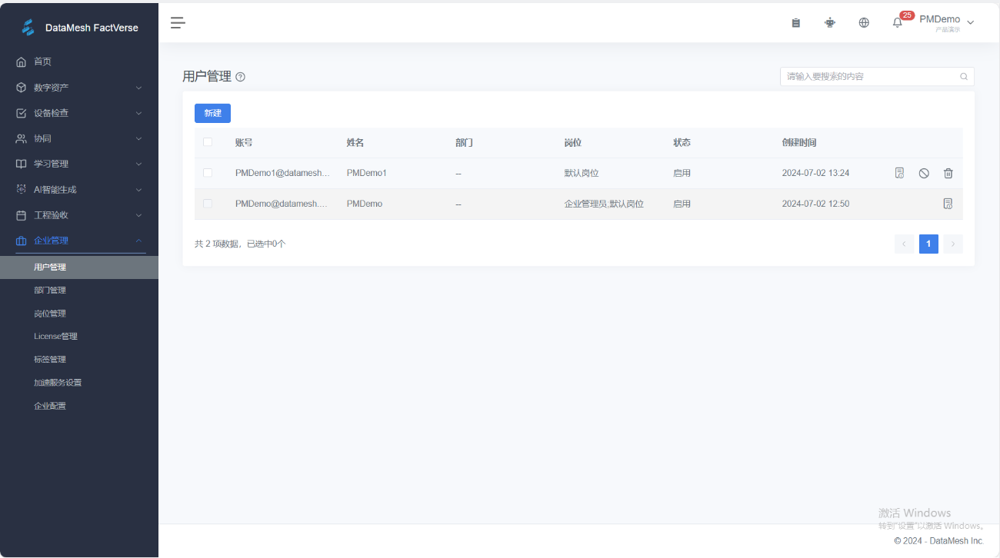 DataMesh FactVerse
25
PMDemo
产品演示
首页
数字资产
设备检查
协同
学习管理
AI智能生成
工程验收
企业管理
用户管理
部门管理
岗位管理
License管理
标签管理
加速服务设置
企业配置
用户管理
请输入要搜索的内容
新建
账号 姓名 部门 岗位 状态 创建时间
PMDemo1@datamesh... PMDemo1 -- 默认岗位 启用 2024-07-02 13:24
PMDemo@datamesh.... PMDemo -- 企业管理员,默认岗位 启用 2024-07-02 12:50
共 2 项数据，已选中0个
1
激活 Windows
转到"设置"以激活 Windows。
© 2024 - DataMesh Inc.